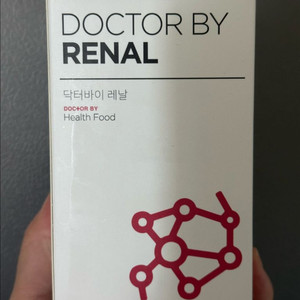 DOCTOR BY
RENAL
닥터바이 레날
DOCTOR BY
Health Food